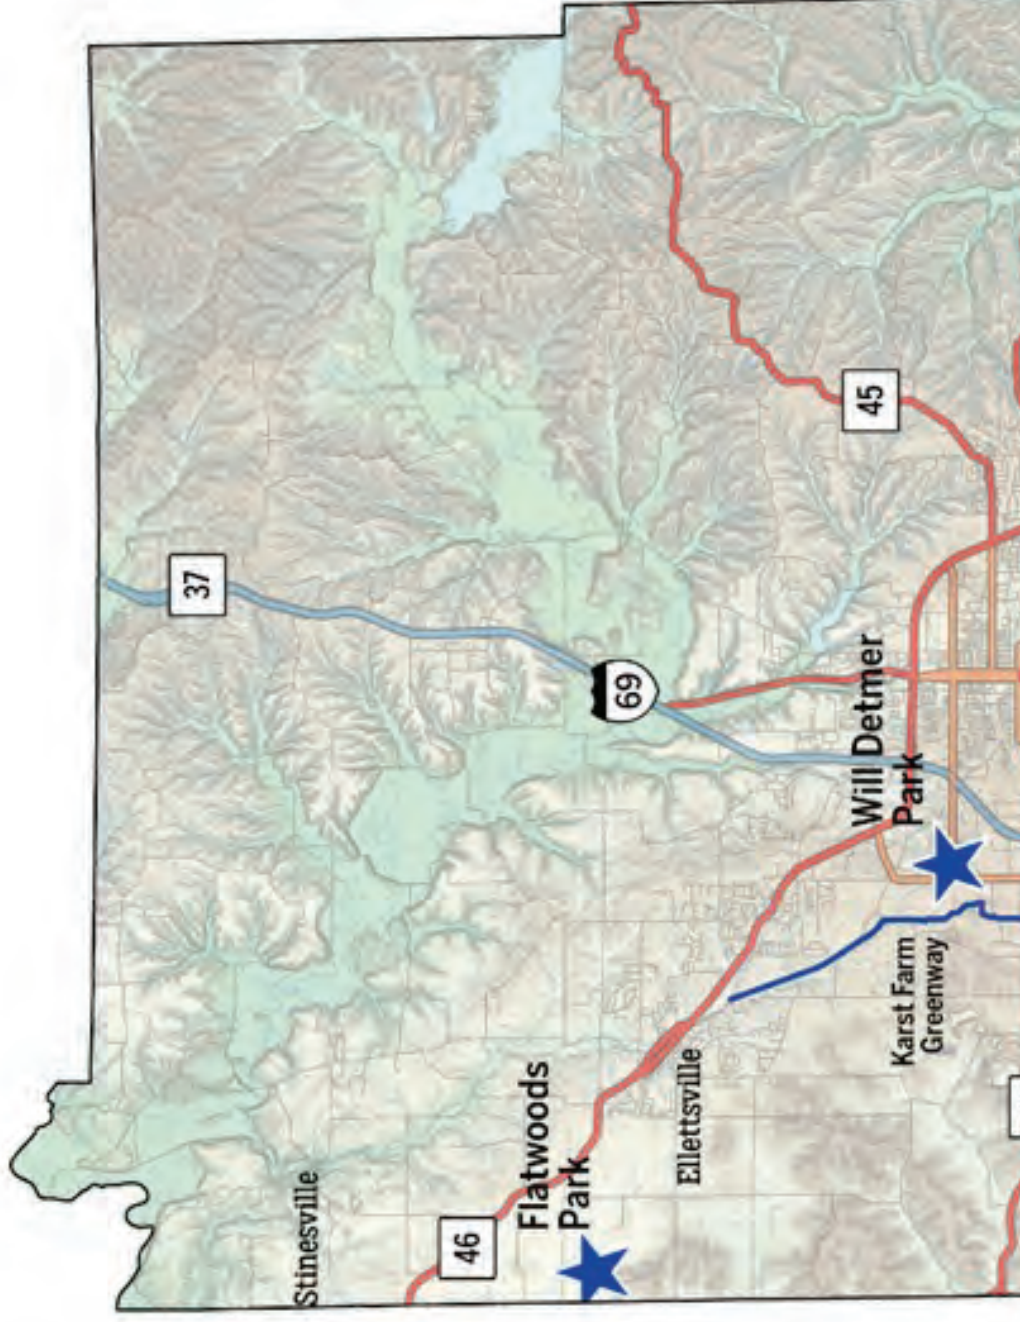 Stinesville
46
Flatwoods
Park
Ellettsville
Karst Farm
Greenway
Will Detmer
Park
37
69
45